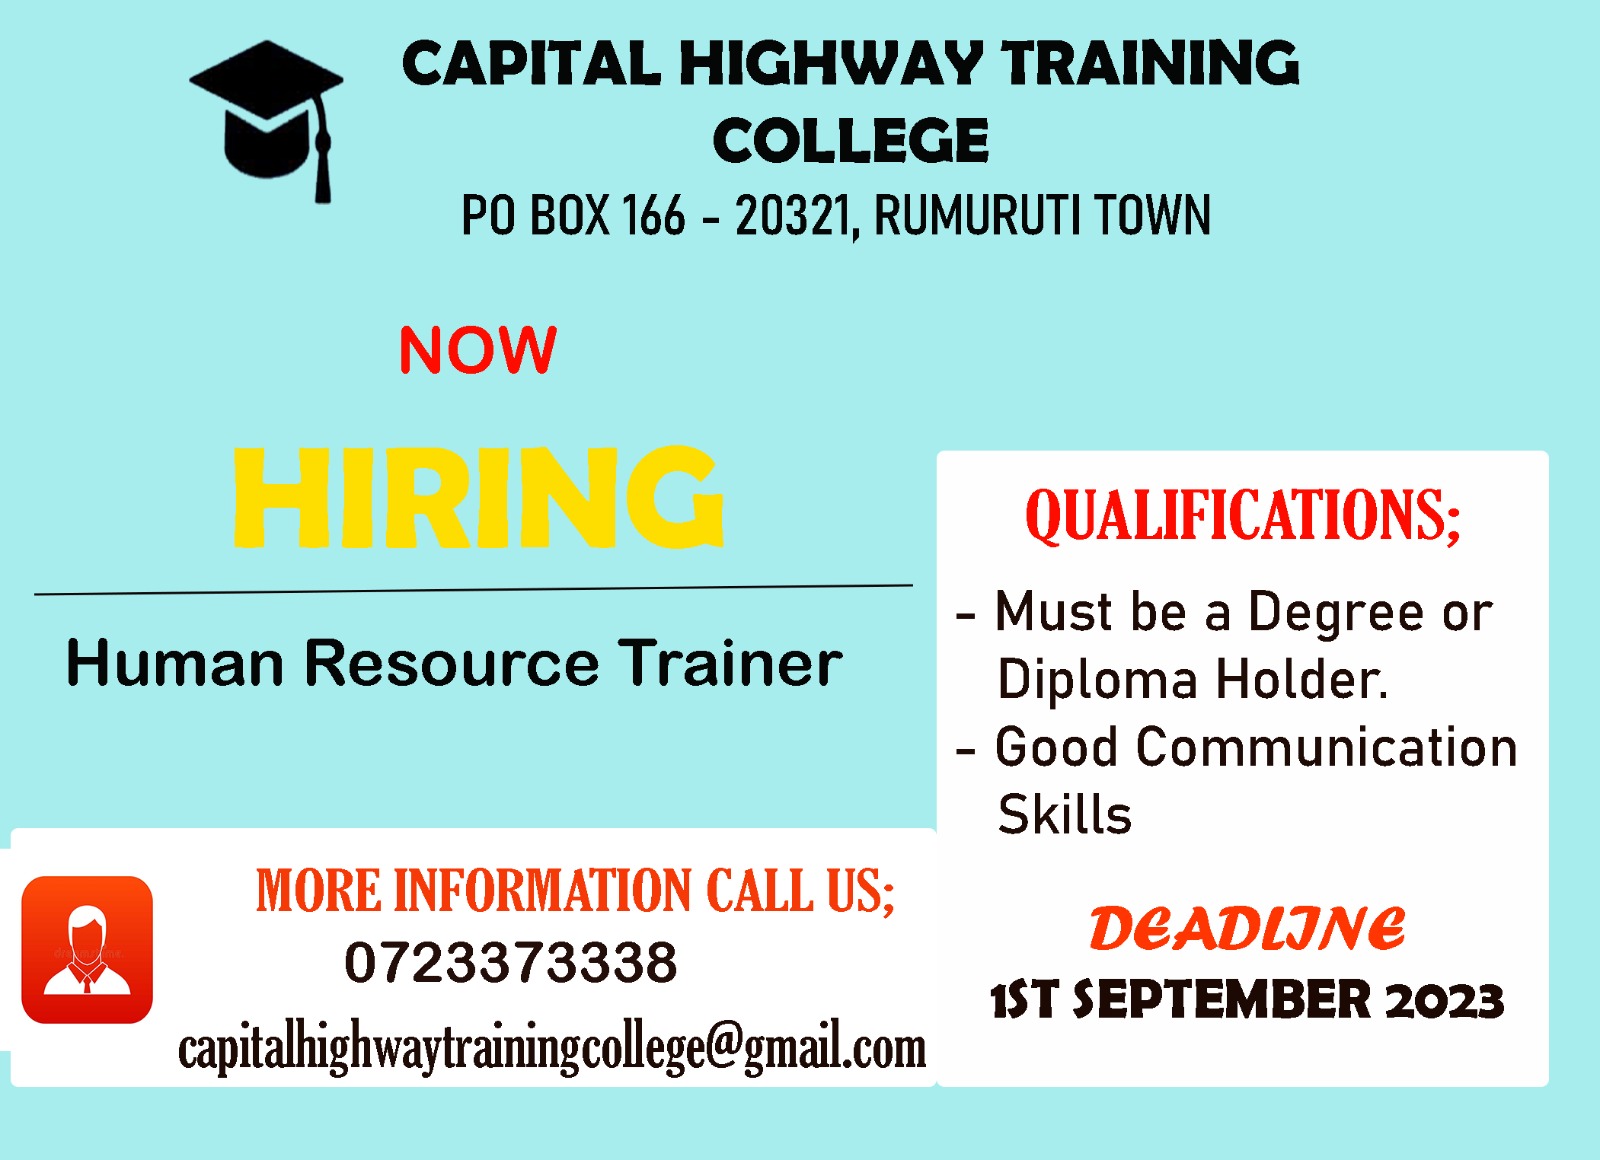 CAPITAL HIGHWAY TRAINING
COLLEGE
PO BOX 166 - 20321, RUMURUTI TOWN
NOW
HIRING
Human Resource Trainer
QUALIFICATIONS;
- Must be a Degree or
Diploma Holder.
- Good Communication
Skills
DEADLINE
1ST SEPTEMBER 2023
MORE INFORMATION CALL US;
0723373338
capitalhighwaytrainingcollege@gmail.com